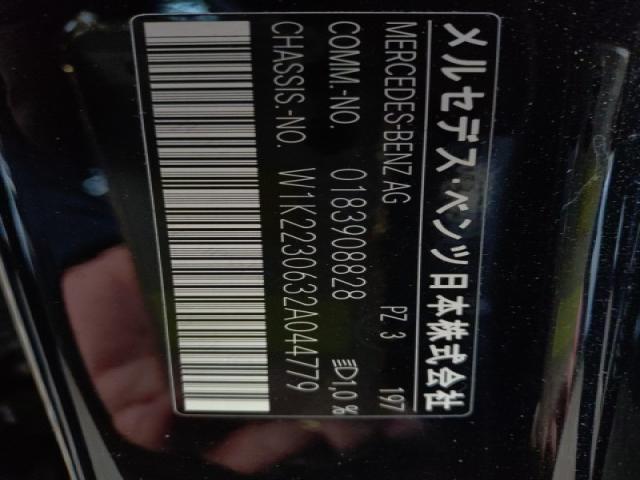 メルセデス・ベンツ日本株式会社
MERCEDES-BENZ AG PZ 3 197
COMM.-NO. 0183908828 1,0%
CHASSIS.-NO. W1K2230632A044779